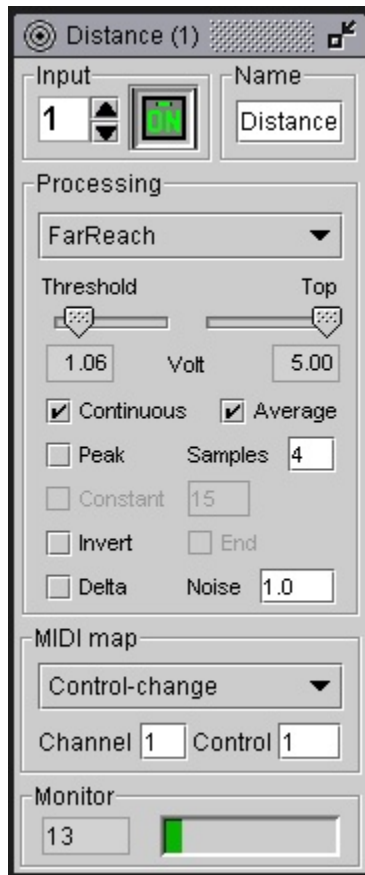 Distance (1)
Input
Name
1
ON
Distance
Processing
FarReach
Threshold Top
1.06 Volt 5.00
Continuous Average
Peak Samples 4
Constant 15
Invert End
Delta Noise 1.0
MIDI map
Control-change
Channel 1 Control 1
Monitor
13